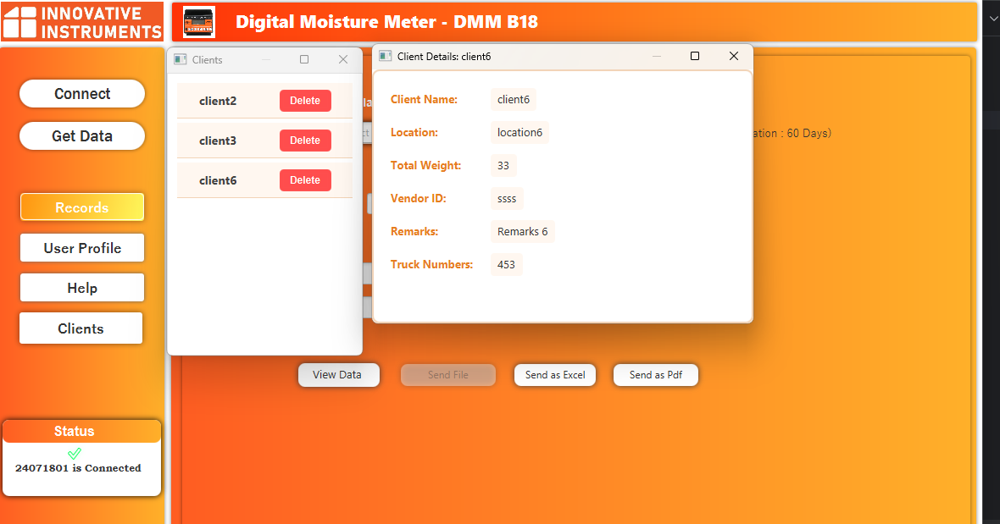 INNOVATIVE
INSTRUMENTS
Digital Moisture Meter - DMM B18
Connect
Get Data
Records
User Profile
Help
Clients
Status
24071801 is Connected
Clients
client2 Delete
client3 Delete
client6 Delete
Client Details: client6
Client Name: client6
Location: location6
Total Weight: 33
Vendor ID: ssss
Remarks: Remarks 6
Truck Numbers: 453
: 60 Days)
View Data Send File Send as Excel Send as Pdf